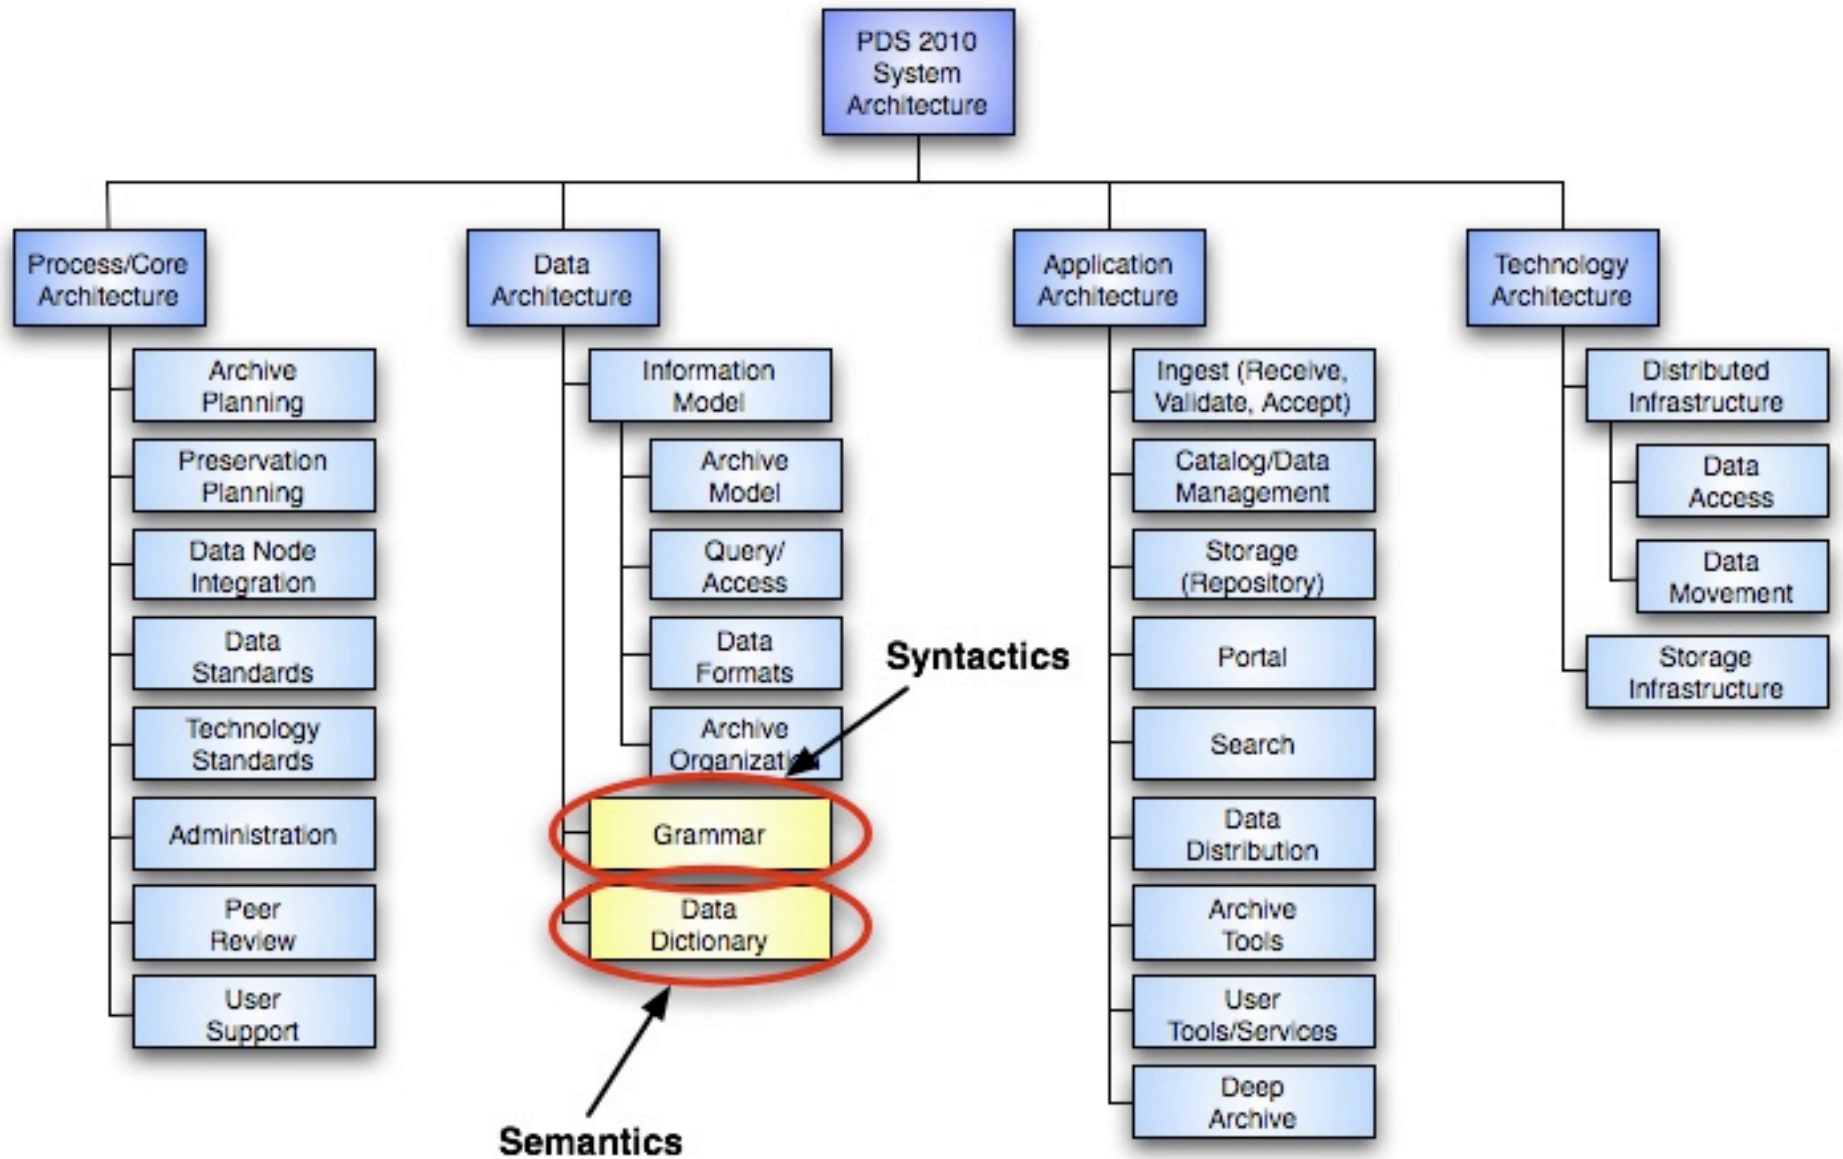 PDS 2010
System
Architecture
Process/Core
Architecture
Archive
Planning
Preservation
Planning
Data Node
Integration
Data
Standards
Technology
Standards
Administration
Peer
Review
User
Support
Data
Architecture
Information
Model
Archive
Model
Query/
Access
Data
Formats
Archive
Organization
Syntactics
Grammar
Data
Dictionary
Semantics
Application
Architecture
Ingest (Receive,
Validate, Accept)
Catalog/Data
Management
Storage
(Repository)
Portal
Search
Data
Distribution
Archive
Tools
User
Tools/Services
Deep
Archive
Technology
Architecture
Distributed
Infrastructure
Data
Access
Data
Movement
Storage
Infrastructure